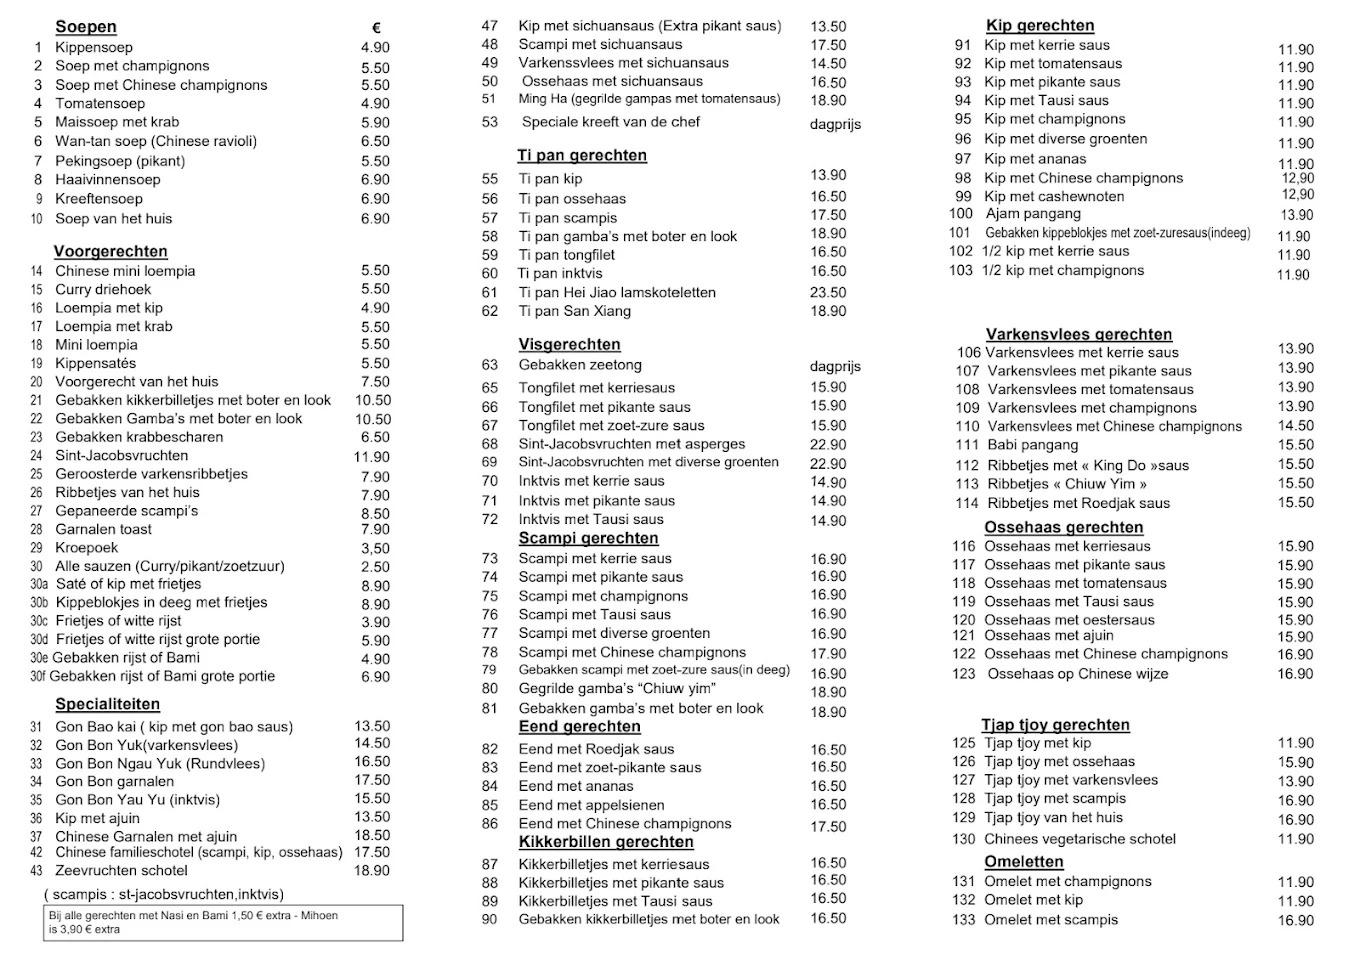 Soepen €
1 Kippensoep 4.90
2 Soep met champignons 5.50
3 Soep met Chinese champignons 5.50
4 Tomatensoep 4.90
5 Maissoep met krab 5.90
6 Wan-tan soep (Chinese ravioli) 6.50
7 Pekingsoep (pikant) 5.50
8 Haaivinnensoep 6.90
9 Kreeftensoep 6.90
10 Soep van het huis 6.90
Voorgerechten
14 Chinese mini loempia 5.50
15 Curry driehoek 5.50
16 Loempia met kip 4.90
17 Loempia met krab 5.50
18 Mini loempia 5.50
19 Kippensatés 5.50
20 Voorgerecht van het huis 7.50
21 Gebakken kikkerbilletjes met boter en look 10.50
22 Gebakken Gamba's met boter en look 10.50
23 Gebakken krabbescharen 6.50
24 Sint-Jacobsvruchten 11.90
25 Geroosterde varkensribbetjes 7.90
26 Ribbetjes van het huis 7.90
27 Gepaneerde scampi's 8.50
28 Garnalen toast 7.90
29 Kroepoek 3,50
30 Alle sauzen (Curry/pikant/zoetzuur) 2.50
30a Saté of kip met frietjes 8.90
30b Kippeblokjes in deeg met frietjes 8.90
30c Frietjes of witte rijst 3.90
30d Frietjes of witte rijst grote portie 5.90
30e Gebakken rijst of Bami 4.90
30f Gebakken rijst of Bami grote portie 6.90
Specialiteiten
31 Gon Bao kai ( kip met gon bao saus) 13.50
32 Gon Bon Yuk(varkensvlees) 14.50
33 Gon Bon Ngau Yuk (Rundvlees) 16.50
34 Gon Bon garnalen 17.50
35 Gon Bon Yau Yu (inktvis) 15.50
36 Kip met ajuin 13.50
37 Chinese Garnalen met ajuin 18.50
42 Chinese familieschotel (scampi, kip, ossehaas) 17.50
43 Zeevruchten schotel 18.90
( scampis : st-jacobsvruchten,inktvis)
Bij alle gerechten met Nasi en Bami 1,50 € extra - Mihoen
is 3,90 € extra
47 Kip met sichuansaus (Extra pikant saus) 13.50
48 Scampi met sichuansaus 17.50
49 Varkenssvlees met sichuansaus 14.50
50 Ossehaas met sichuansaus 16.50
51 Ming Ha (gegrilde gampas met tomatensaus) 18.90
53 Speciale kreeft van de chef dagprijs
Ti pan gerechten
55 Ti pan kip 13.90
56 Ti pan ossehaas 16.50
57 Ti pan scampis 17.50
58 Ti pan gamba's met boter en look 18.90
59 Ti pan tongfilet 16.50
60 Ti pan inktvis 16.50
61 Ti pan Hei Jiao lamskoteletten 23.50
62 Ti pan San Xiang 18.90
Visgerechten
63 Gebakken zeetong dagprijs
65 Tongfilet met kerriesaus 15.90
66 Tongfilet met pikante saus 15.90
67 Tongfilet met zoet-zure saus 15.90
68 Sint-Jacobsvruchten met asperges 22.90
69 Sint-Jacobsvruchten met diverse groenten 22.90
70 Inktvis met kerrie saus 14.90
71 Inktvis met pikante saus 14.90
72 Inktvis met Tausi saus 14.90
Scampi gerechten
73 Scampi met kerrie saus 16.90
74 Scampi met pikante saus 16.90
75 Scampi met champignons 16.90
76 Scampi met Tausi saus 16.90
77 Scampi met diverse groenten 16.90
78 Scampi met Chinese champignons 17.90
79 Gebakken scampi met zoet-zure saus(in deeg) 16.90
80 Gegrilde gamba's “Chiuw yim” 18.90
81 Gebakken gamba's met boter en look 18.90
Eend gerechten
82 Eend met Roedjak saus 16.50
83 Eend met zoet-pikante saus 16.50
84 Eend met ananas 16.50
85 Eend met appelsienen 16.50
86 Eend met Chinese champignons 17.50
Kikkerbillen gerechten
87 Kikkerbilletjes met kerriesaus 16.50
88 Kikkerbilletjes met pikante saus 16.50
89 Kikkerbilletjes met Tausi saus 16.50
90 Gebakken kikkerbilletjes met boter en look 16.50
Kip gerechten
91 Kip met kerrie saus 11.90
92 Kip met tomatensaus 11.90
93 Kip met pikante saus 11.90
94 Kip met Tausi saus 11.90
95 Kip met champignons 11.90
96 Kip met diverse groenten 11.90
97 Kip met ananas 11.90
98 Kip met Chinese champignons 12,90
99 Kip met cashewnoten 12,90
100 Ajam pangang 13.90
101 Gebakken kippeblokjes met zoet-zuresaus(indeeg) 11.90
102 1/2 kip met kerrie saus 11.90
103 1/2 kip met champignons 11.90
Varkensvlees gerechten
106 Varkensvlees met kerrie saus 13.90
107 Varkensvlees met pikante saus 13.90
108 Varkensvlees met tomatensaus 13.90
109 Varkensvlees met champignons 13.90
110 Varkensvlees met Chinese champignons 14.50
111 Babi pangang 15.50
112 Ribbetjes met « King Do »saus 15.50
113 Ribbetjes « Chiuw Yim » 15.50
114 Ribbetjes met Roedjak saus 15.50
Ossehaas gerechten
116 Ossehaas met kerriesaus 15.90
117 Ossehaas met pikante saus 15.90
118 Ossehaas met tomatensaus 15.90
119 Ossehaas met Tausi saus 15.90
120 Ossehaas met oestersaus 15.90
121 Ossehaas met ajuin 15.90
122 Ossehaas met Chinese champignons 16.90
123 Ossehaas op Chinese wijze 16.90
Tjap tjoy gerechten
125 Tjap tjoy met kip 11.90
126 Tjap tjoy met ossehaas 15.90
127 Tjap tjoy met varkensvlees 13.90
128 Tjap tjoy met scampis 16.90
129 Tjap tjoy van het huis 16.90
130 Chinees vegetarische schotel 11.90
Omeletten
131 Omelet met champignons 11.90
132 Omelet met kip 11.90
133 Omelet met scampis 16.90